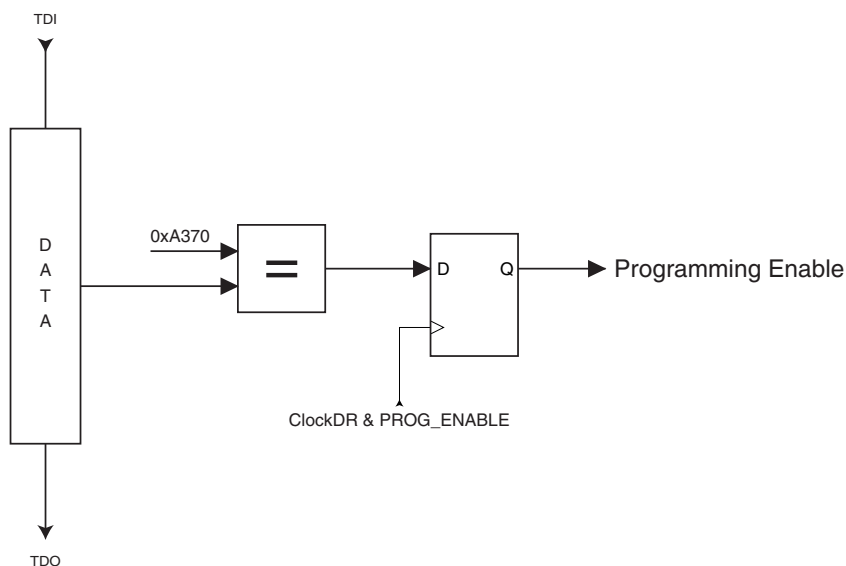 TDI
D
A
T
A
0xA370
=
D
Q
Programming Enable
ClockDR & PROG_ENABLE
TDO